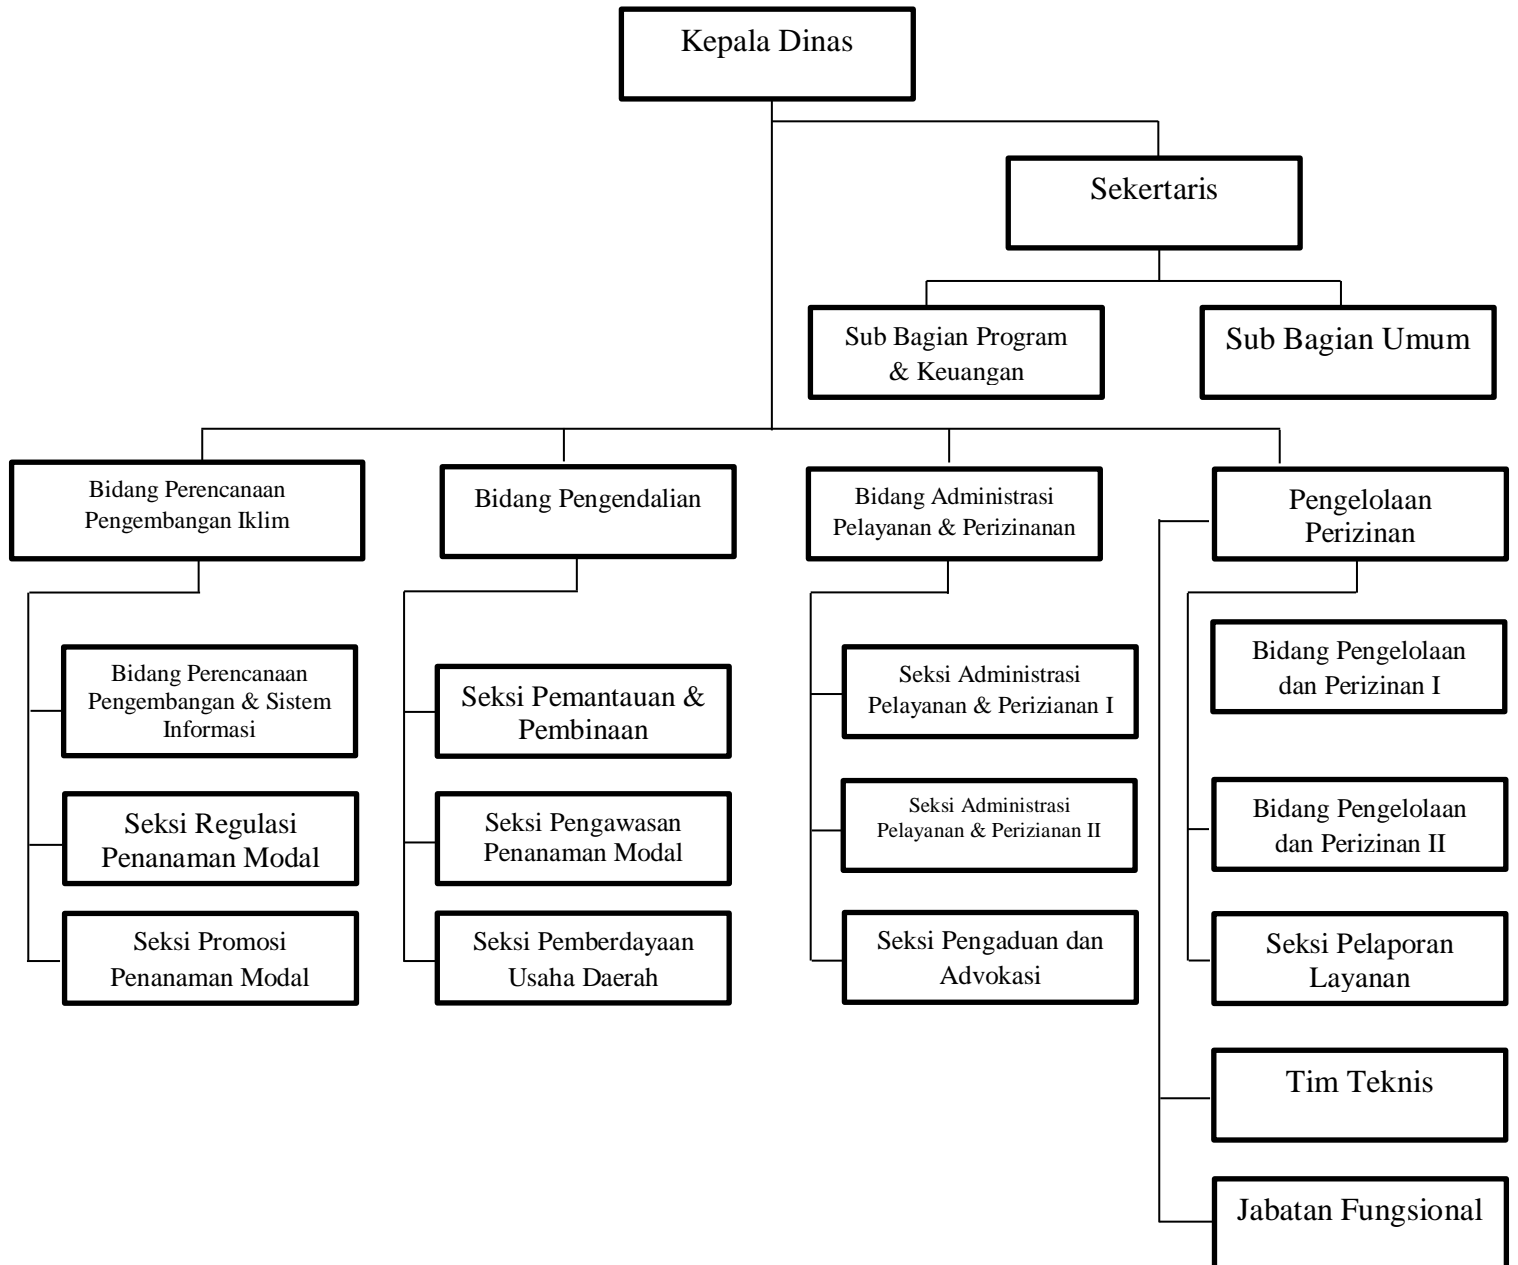 Kepala Dinas
Sekertaris
Sub Bagian Program
& Keuangan
Sub Bagian Umum
Bidang Perencanaan
Pengembangan Iklim
Bidang Pengendalian
Bidang Administrasi
Pelayanan & Perizinanan
Pengelolaan
Perizinan
Bidang Perencanaan
Pengembangan & Sistem
Informasi
Seksi Regulasi
Penanaman Modal
Seksi Promosi
Penanaman Modal
Seksi Pemantauan &
Pembinaan
Seksi Pengawasan
Penanaman Modal
Seksi Pemberdayaan
Usaha Daerah
Seksi Administrasi
Pelayanan & Perizianan I
Seksi Administrasi
Pelayanan & Perizianan II
Seksi Pengaduan dan
Advokasi
Bidang Pengelolaan
dan Perizinan I
Bidang Pengelolaan
dan Perizinan II
Seksi Pelaporan
Layanan
Tim Teknis
Jabatan Fungsional